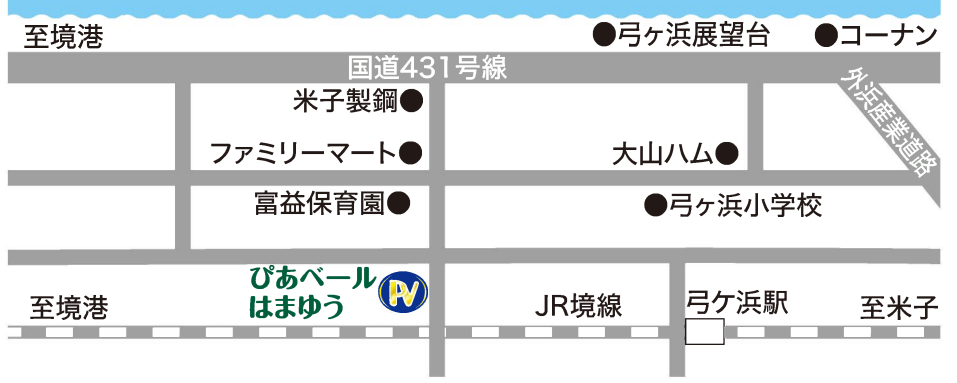 至境港
●弓ヶ浜展望台
●コーナン
国道431号線
外浜産業道路
米子製鋼●
ファミリーマート●
大山ハム●
富益保育園●
●弓ヶ浜小学校
ぴあベール
はまゆう
PV
至境港
JR境線
弓ケ浜駅
至米子